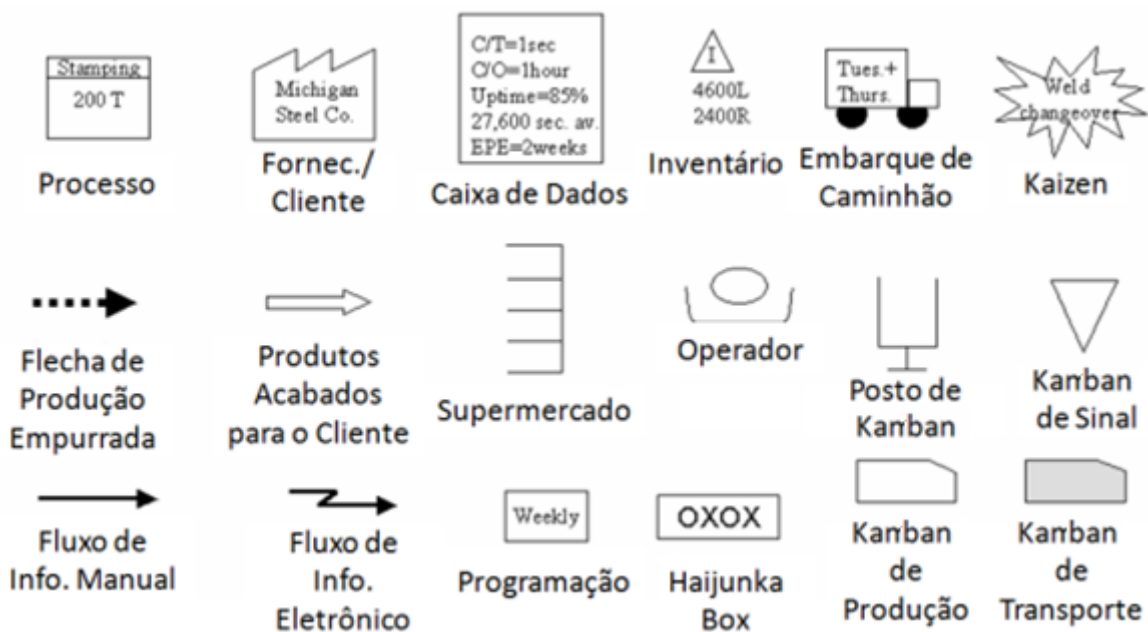 Stamping
200 T
Processo
Michigan
Steel Co.
Fornec./
Cliente
C/T=1sec
C/O=1hour
Uptime=85%
27,600 sec. av.
EPE=2weeks
Caixa de Dados
I
4600L
2400R
Inventário
Tues.+
Thurs.
Embarque de
Caminhão
Weld
changeover
Kaizen
Flecha de
Produção
Empurrada
Produtos
Acabados
para o Cliente
Supermercado
Operador
Posto de
Kanban
Kanban
de Sinal
Fluxo de
Info. Manual
Fluxo de
Info.
Eletrônico
Weekly
Programação
OXOX
Haijunka
Box
Kanban
de
Produção
Kanban
de
Transporte